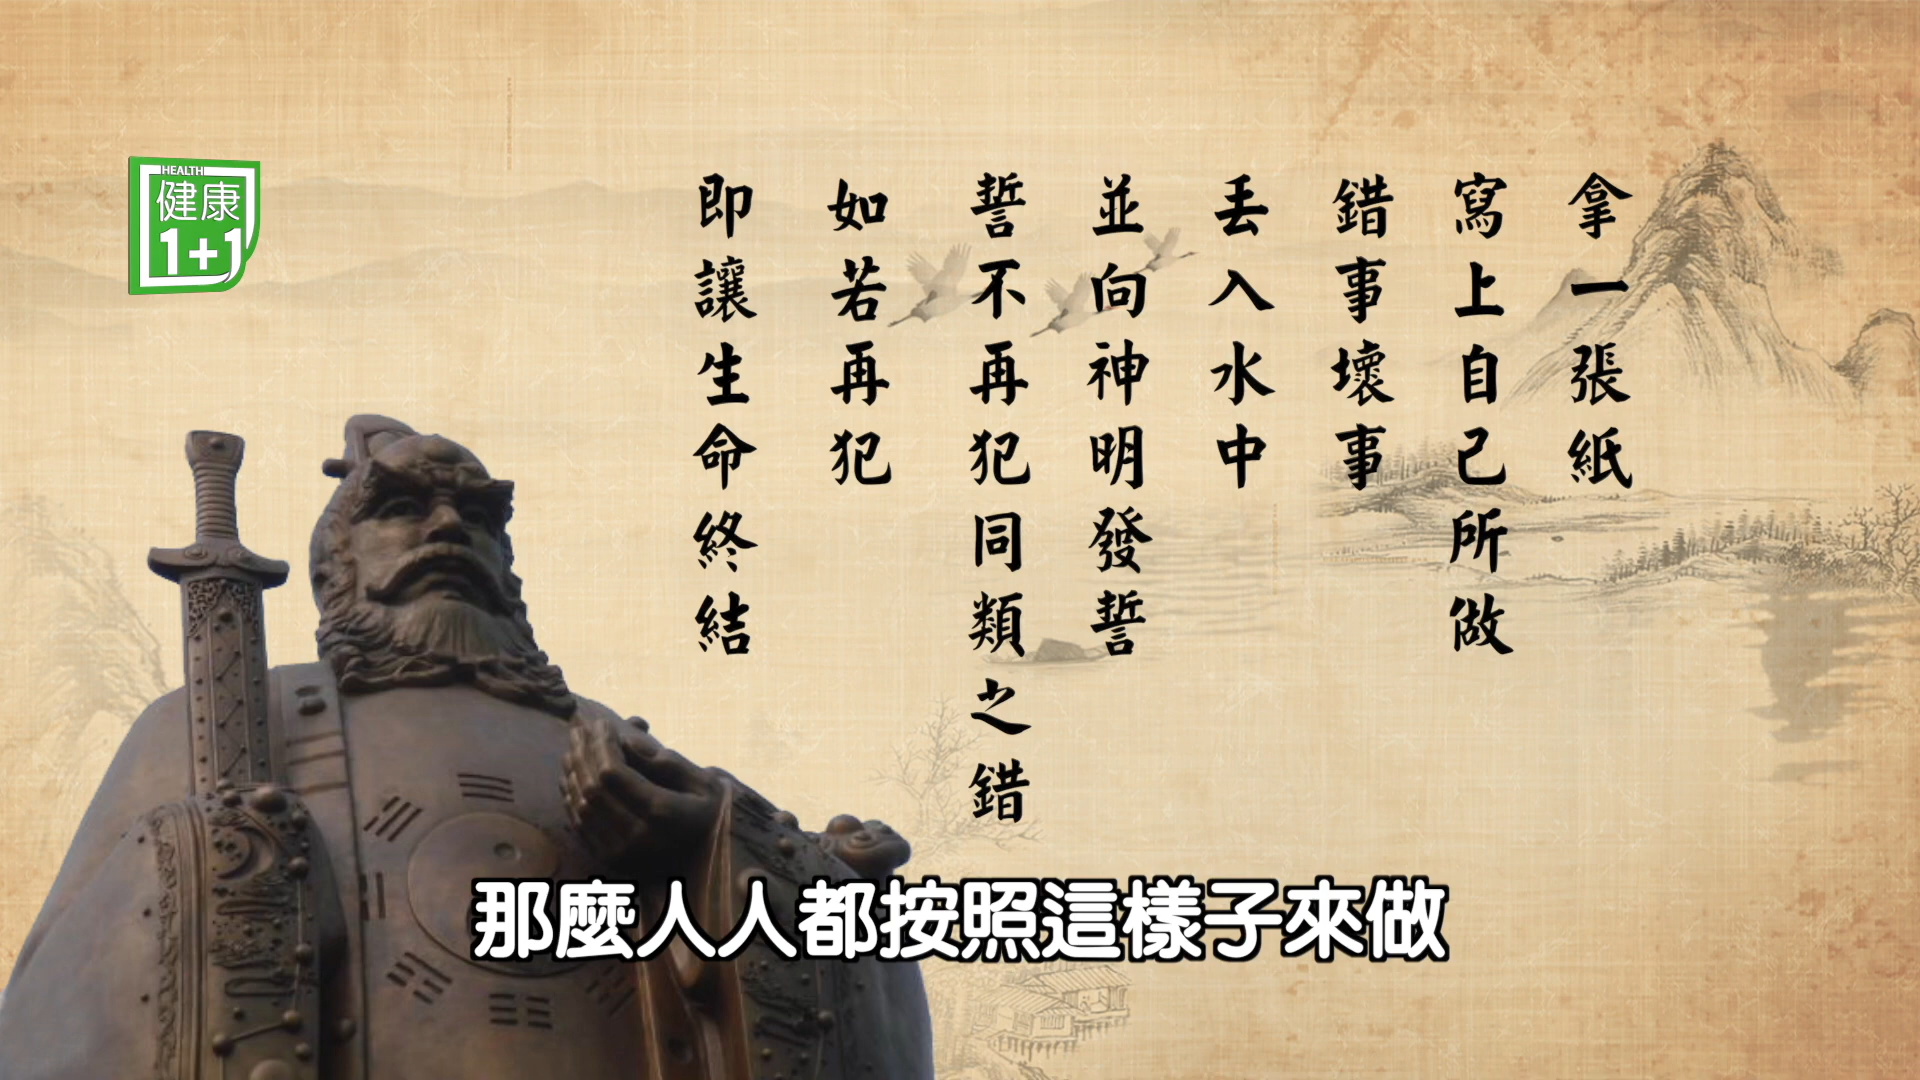 HEALTH
健康
1+1
拿一張紙
寫上自己所做
錯事壞事
丟入水中
並向神明發誓
誓不再犯同類之錯
如若再犯
即讓生命終結
那麼人人都按照這樣子來做